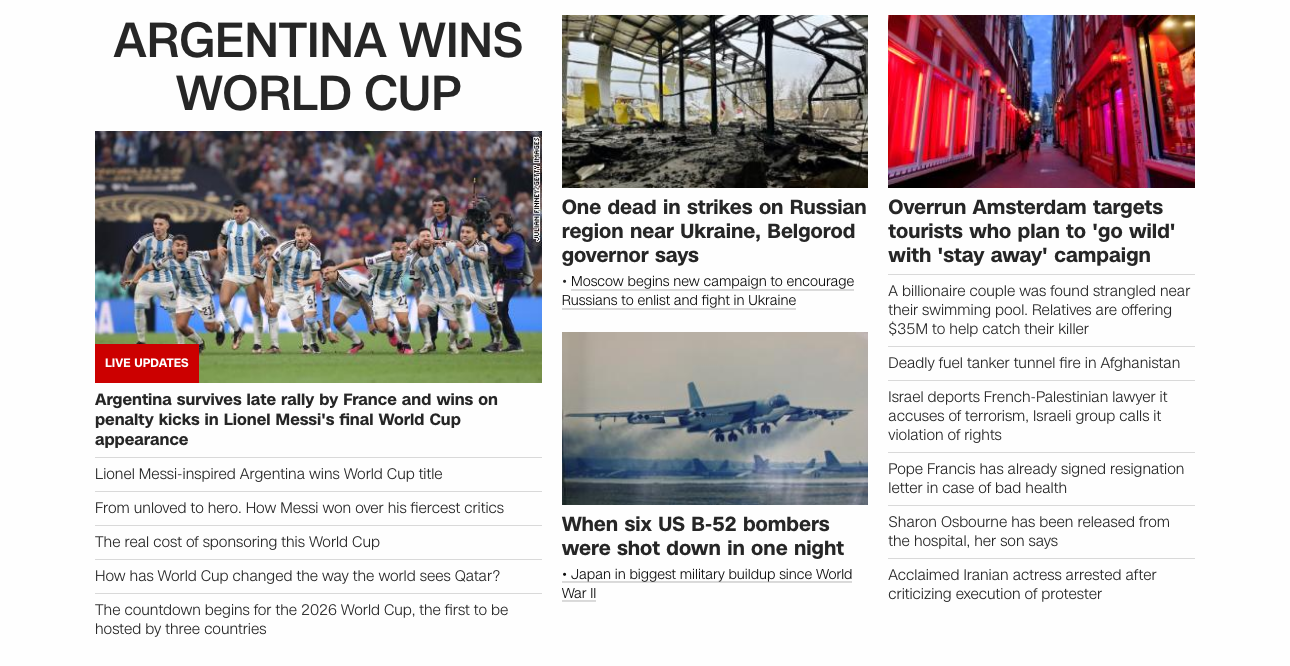 ARGENTINA WINS
WORLD CUP
JULIAN FINNEY/GETTY IMAGES
LIVE UPDATES
Argentina survives late rally by France and wins on
penalty kicks in Lionel Messi's final World Cup
appearance
Lionel Messi-inspired Argentina wins World Cup title
From unloved to hero. How Messi won over his fiercest critics
The real cost of sponsoring this World Cup
How has World Cup changed the way the world sees Qatar?
The countdown begins for the 2026 World Cup, the first to be
hosted by three countries
One dead in strikes on Russian
region near Ukraine, Belgorod
governor says
• Moscow begins new campaign to encourage
Russians to enlist and fight in Ukraine
When six US B-52 bombers
were shot down in one night
• Japan in biggest military buildup since World
War II
Overrun Amsterdam targets
tourists who plan to 'go wild'
with 'stay away' campaign
A billionaire couple was found strangled near
their swimming pool. Relatives are offering
$35M to help catch their killer
Deadly fuel tanker tunnel fire in Afghanistan
Israel deports French-Palestinian lawyer it
accuses of terrorism, Israeli group calls it
violation of rights
Pope Francis has already signed resignation
letter in case of bad health
Sharon Osbourne has been released from
the hospital, her son says
Acclaimed Iranian actress arrested after
criticizing execution of protester